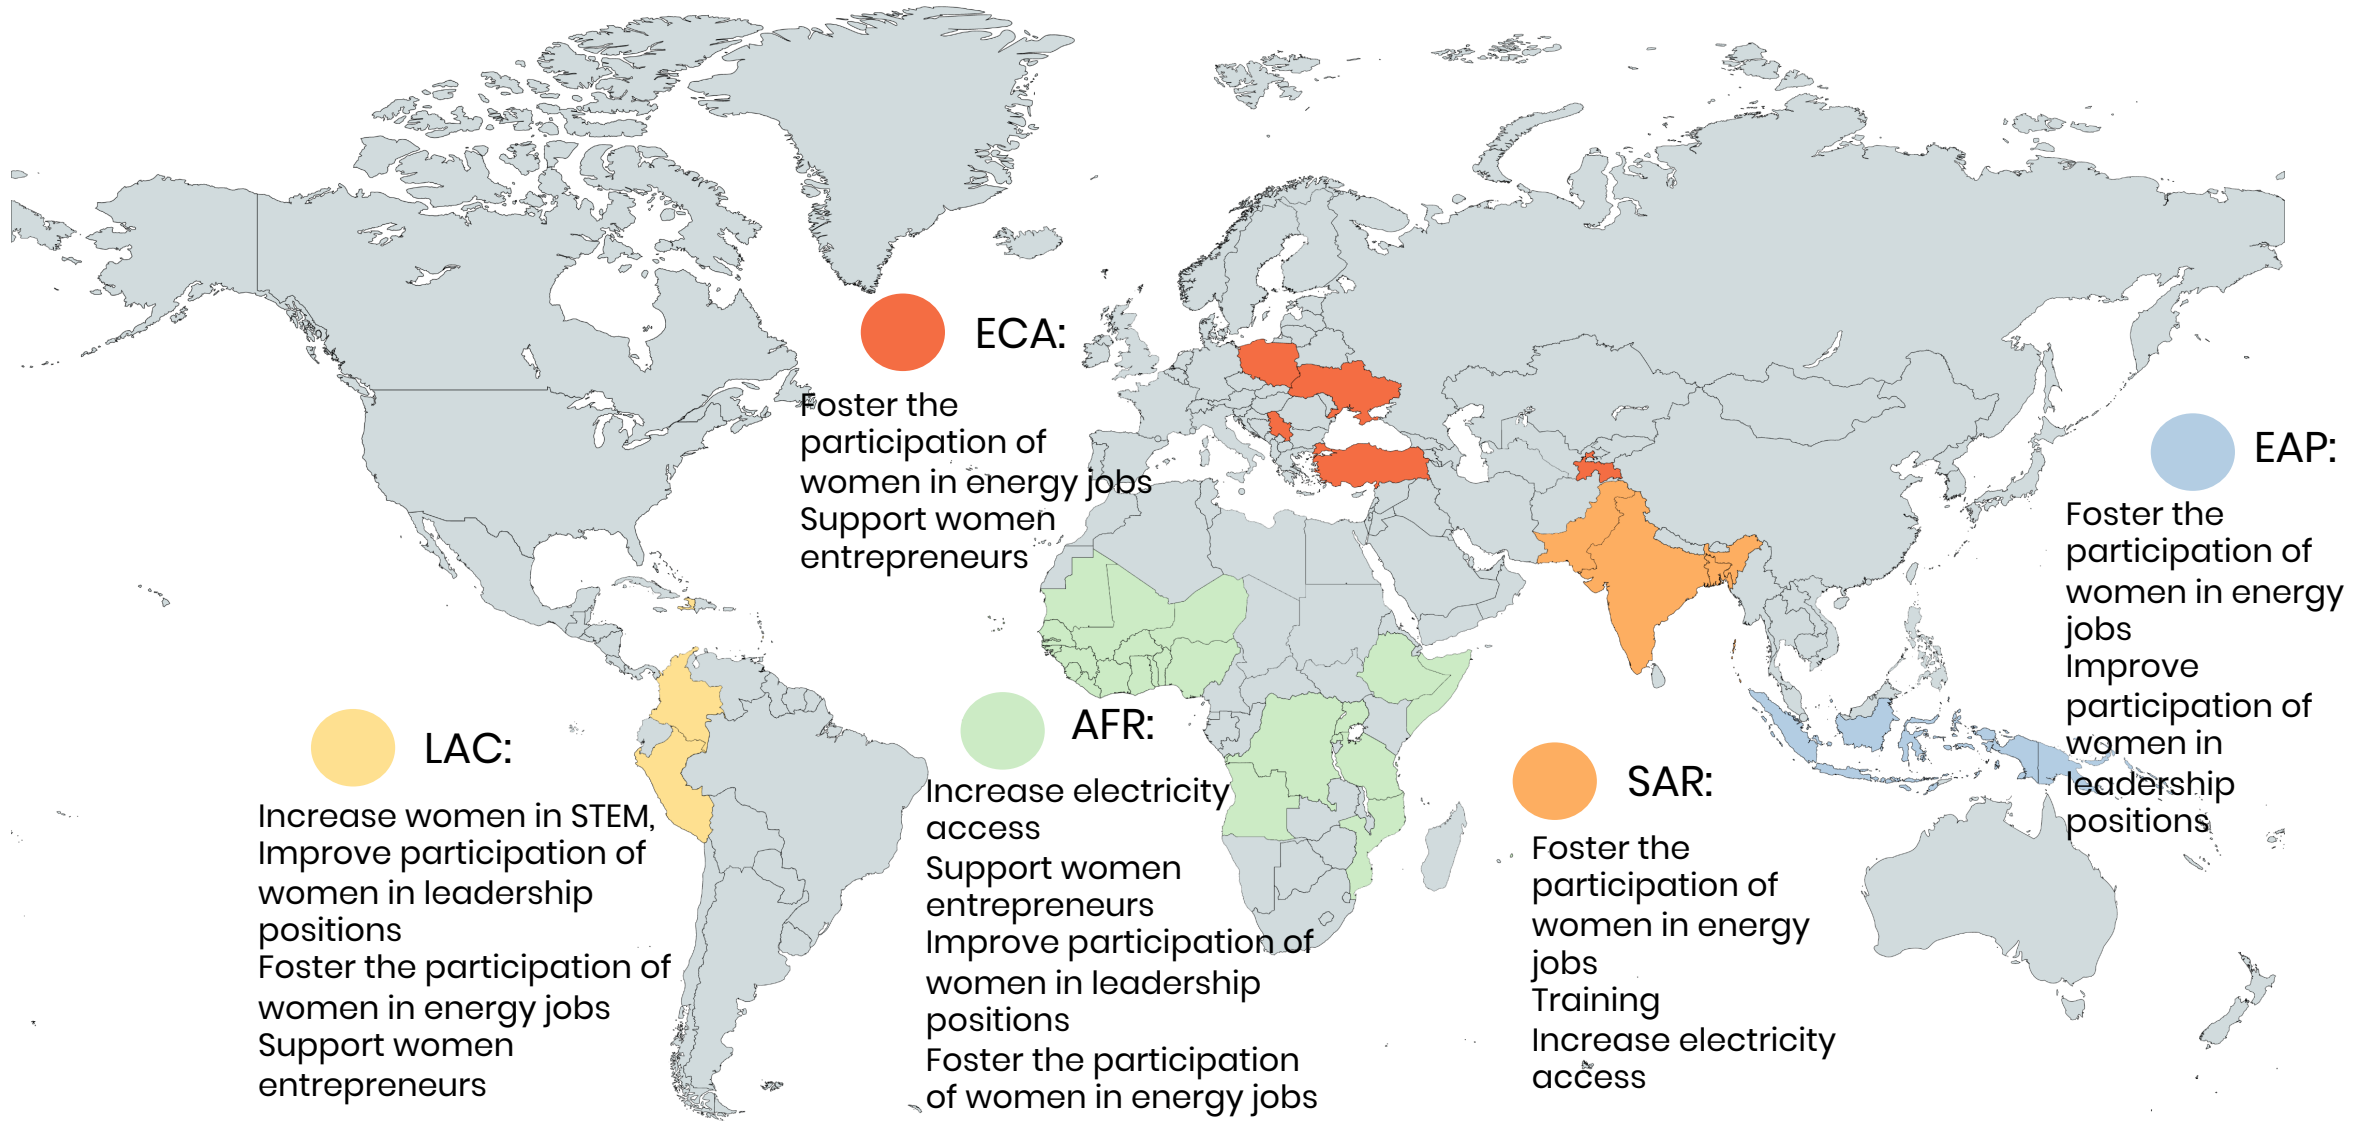 ECA:
Foster the
participation of
women in energy jobs
Support women
entrepreneurs
EAP:
Foster the
participation of
women in energy
jobs
Improve
participation of
women in
leadership
positions
LAC:
Increase women in STEM,
Improve participation of
women in leadership
positions
Foster the participation of
women in energy jobs
Support women
entrepreneurs
AFR:
Increase electricity
access
Support women
entrepreneurs
Improve participation of
women in leadership
positions
Foster the participation
of women in energy jobs
SAR:
Foster the
participation of
women in energy
jobs
Training
Increase electricity
access